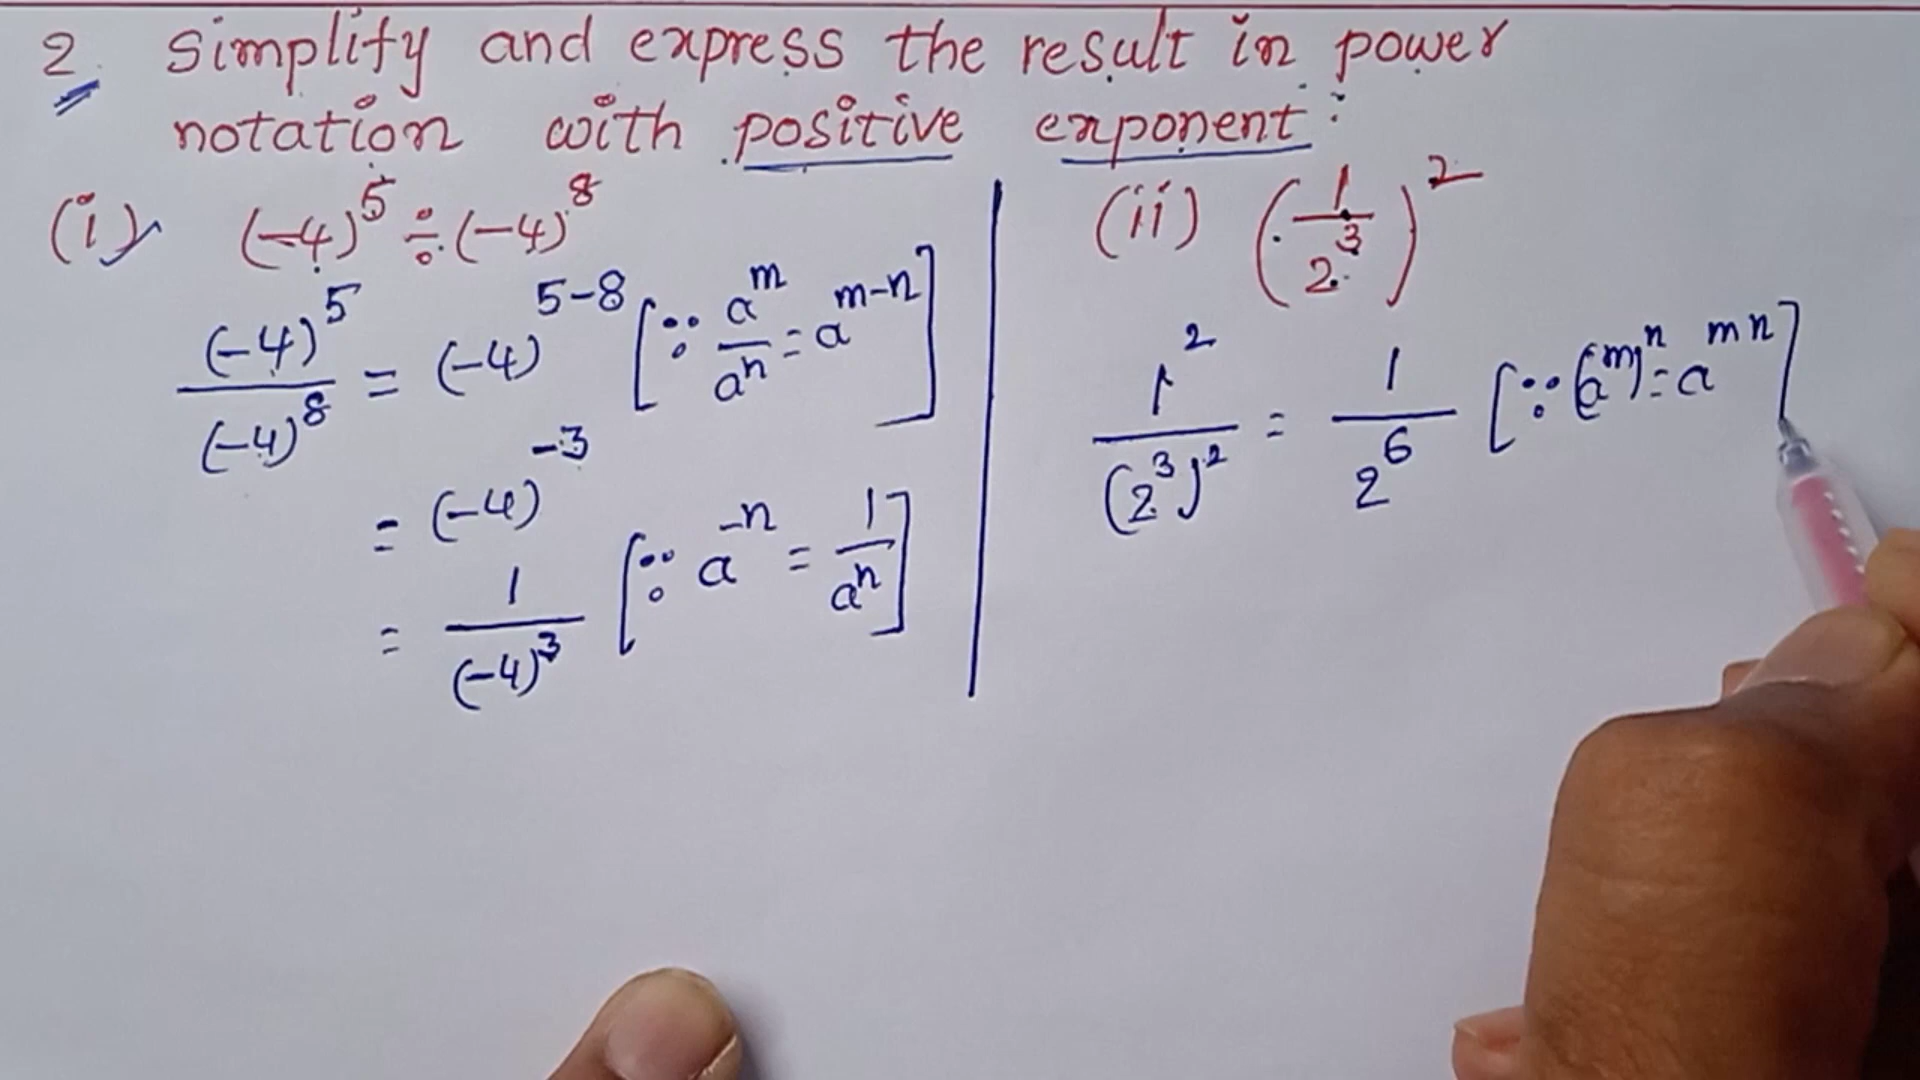 2. Simplify and express the result in power
notation with positive exponent:
(i) (-4)^5 ÷ (-4)^8
(-4)^5 / (-4)^8 = (-4)^(5-8) [∵ a^m / a^n = a^(m-n)]
= (-4)^-3
= 1 / (-4)^3 [∵ a^-n = 1 / a^n]
(ii) (1 / 2^3)^2
1^2 / (2^3)^2 = 1 / 2^6 [∵ (a^m)^n = a^mn]